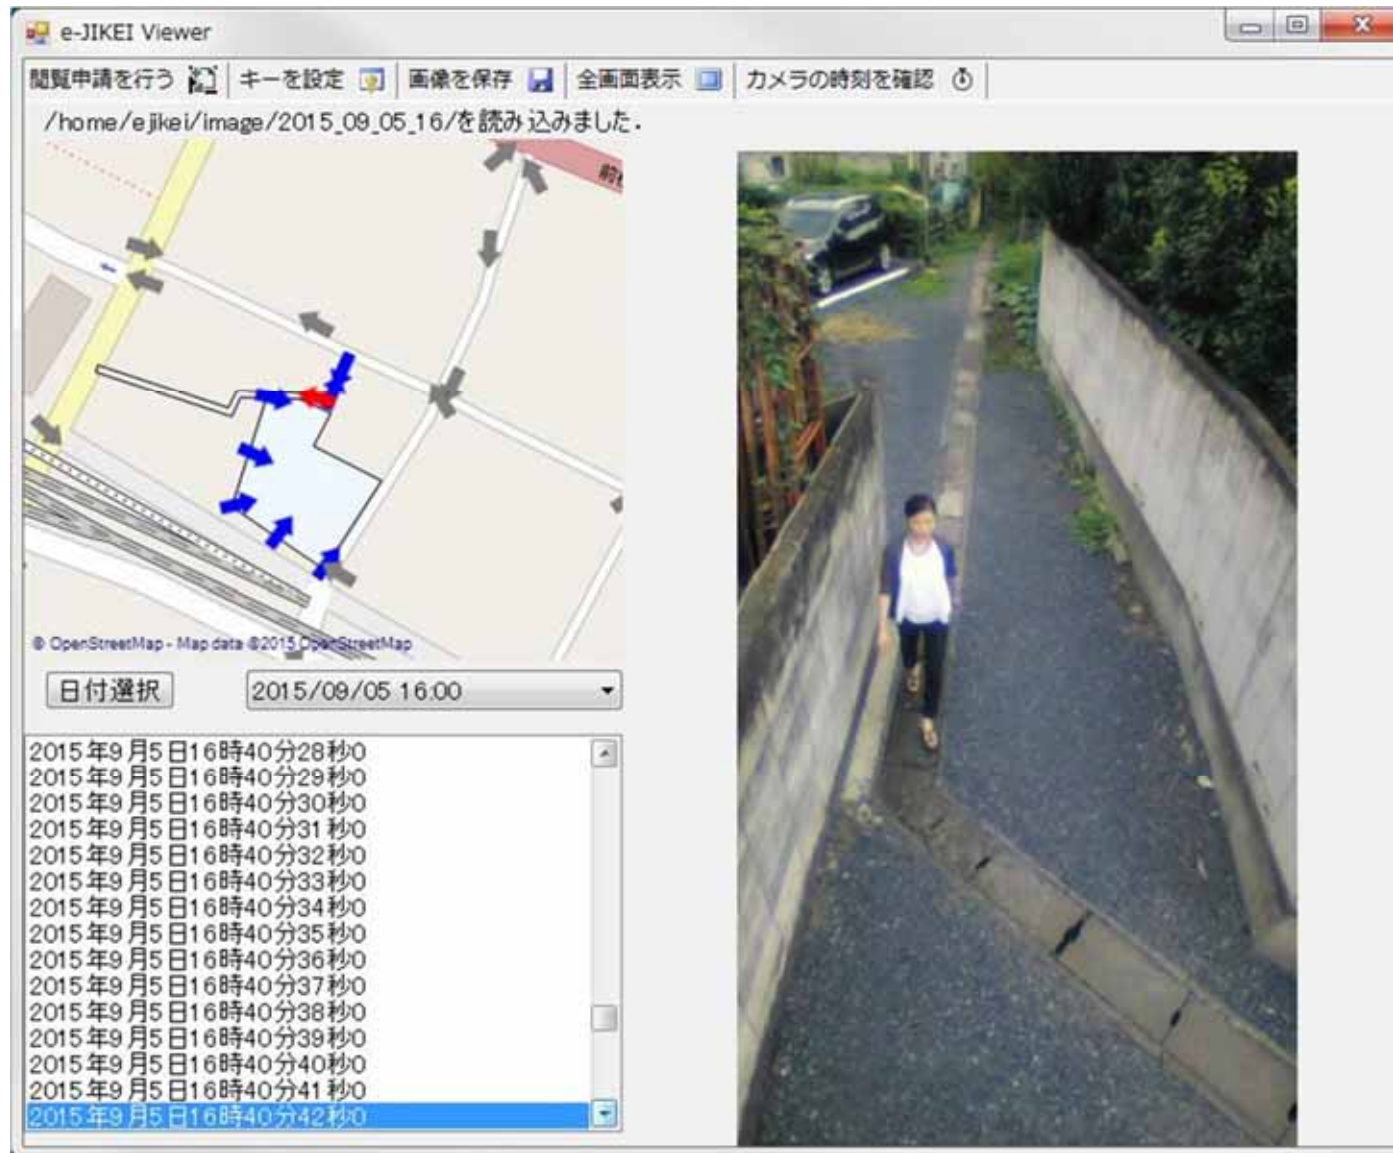 e-JIKEI Viewer
閲覧申請を行う キーを設定 画像を保存 全画面表示 カメラの時刻を確認
/home/ejikei/image/2015_09_05_16/を読み込みました.
前
© OpenStreetMap - Map data ©2015 OpenStreetMap
日付選択 2015/09/05 16:00
2015年9月5日16時40分28秒0
2015年9月5日16時40分29秒0
2015年9月5日16時40分30秒0
2015年9月5日16時40分31秒0
2015年9月5日16時40分32秒0
2015年9月5日16時40分33秒0
2015年9月5日16時40分34秒0
2015年9月5日16時40分35秒0
2015年9月5日16時40分36秒0
2015年9月5日16時40分37秒0
2015年9月5日16時40分38秒0
2015年9月5日16時40分39秒0
2015年9月5日16時40分40秒0
2015年9月5日16時40分41秒0
2015年9月5日16時40分42秒0